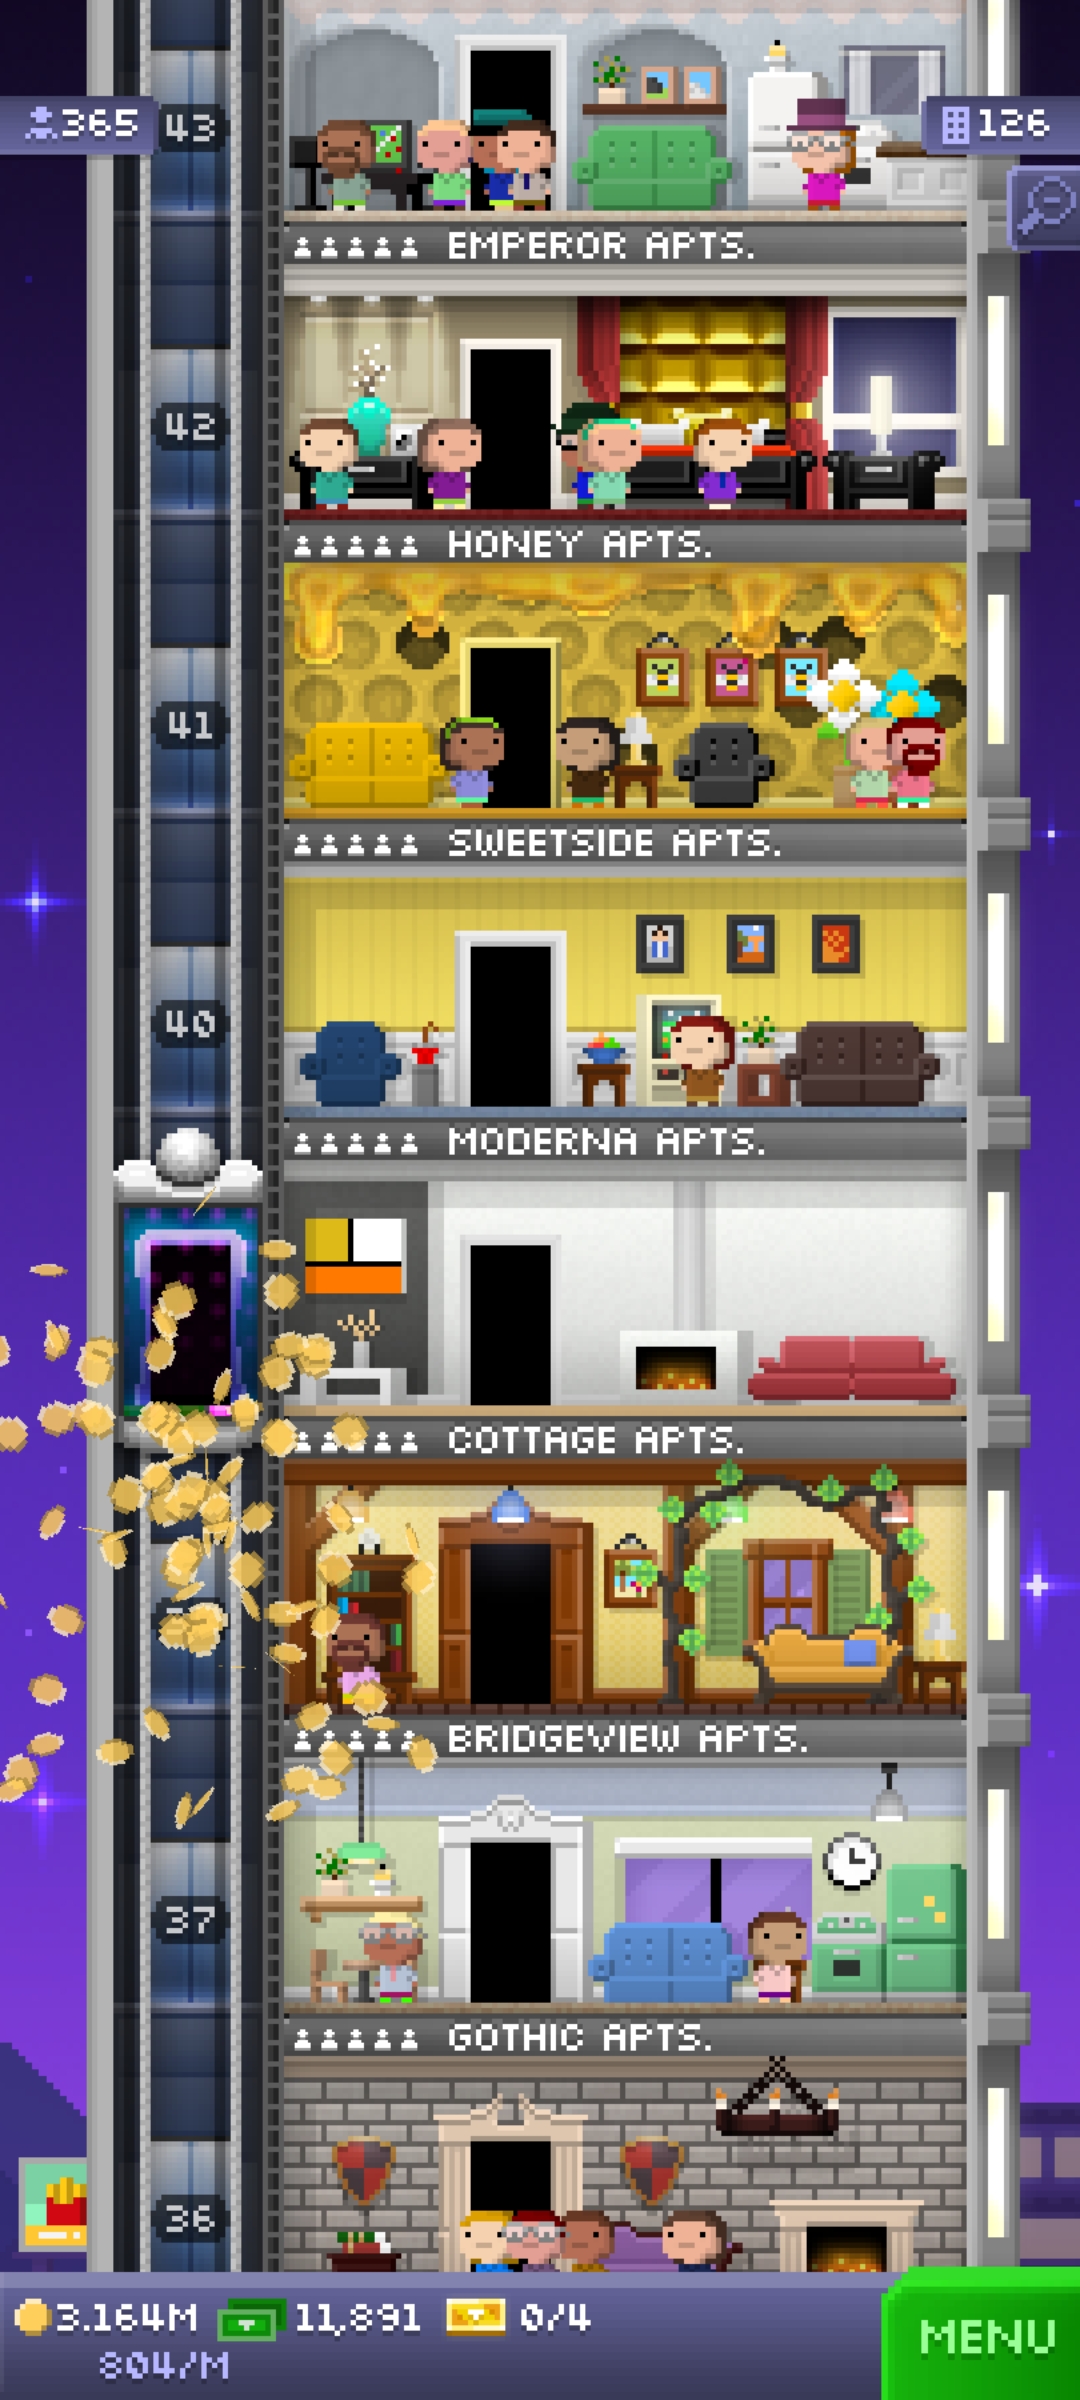 365
43
126
EMPEROR APTS.
42
HONEY APTS.
41
SWEETSIDE APTS.
40
MODERNA APTS.
COTTAGE APTS.
BRIDGEVIEW APTS.
37
GOTHIC APTS.
36
3.164M 11,891 0/4
804/M
MENU